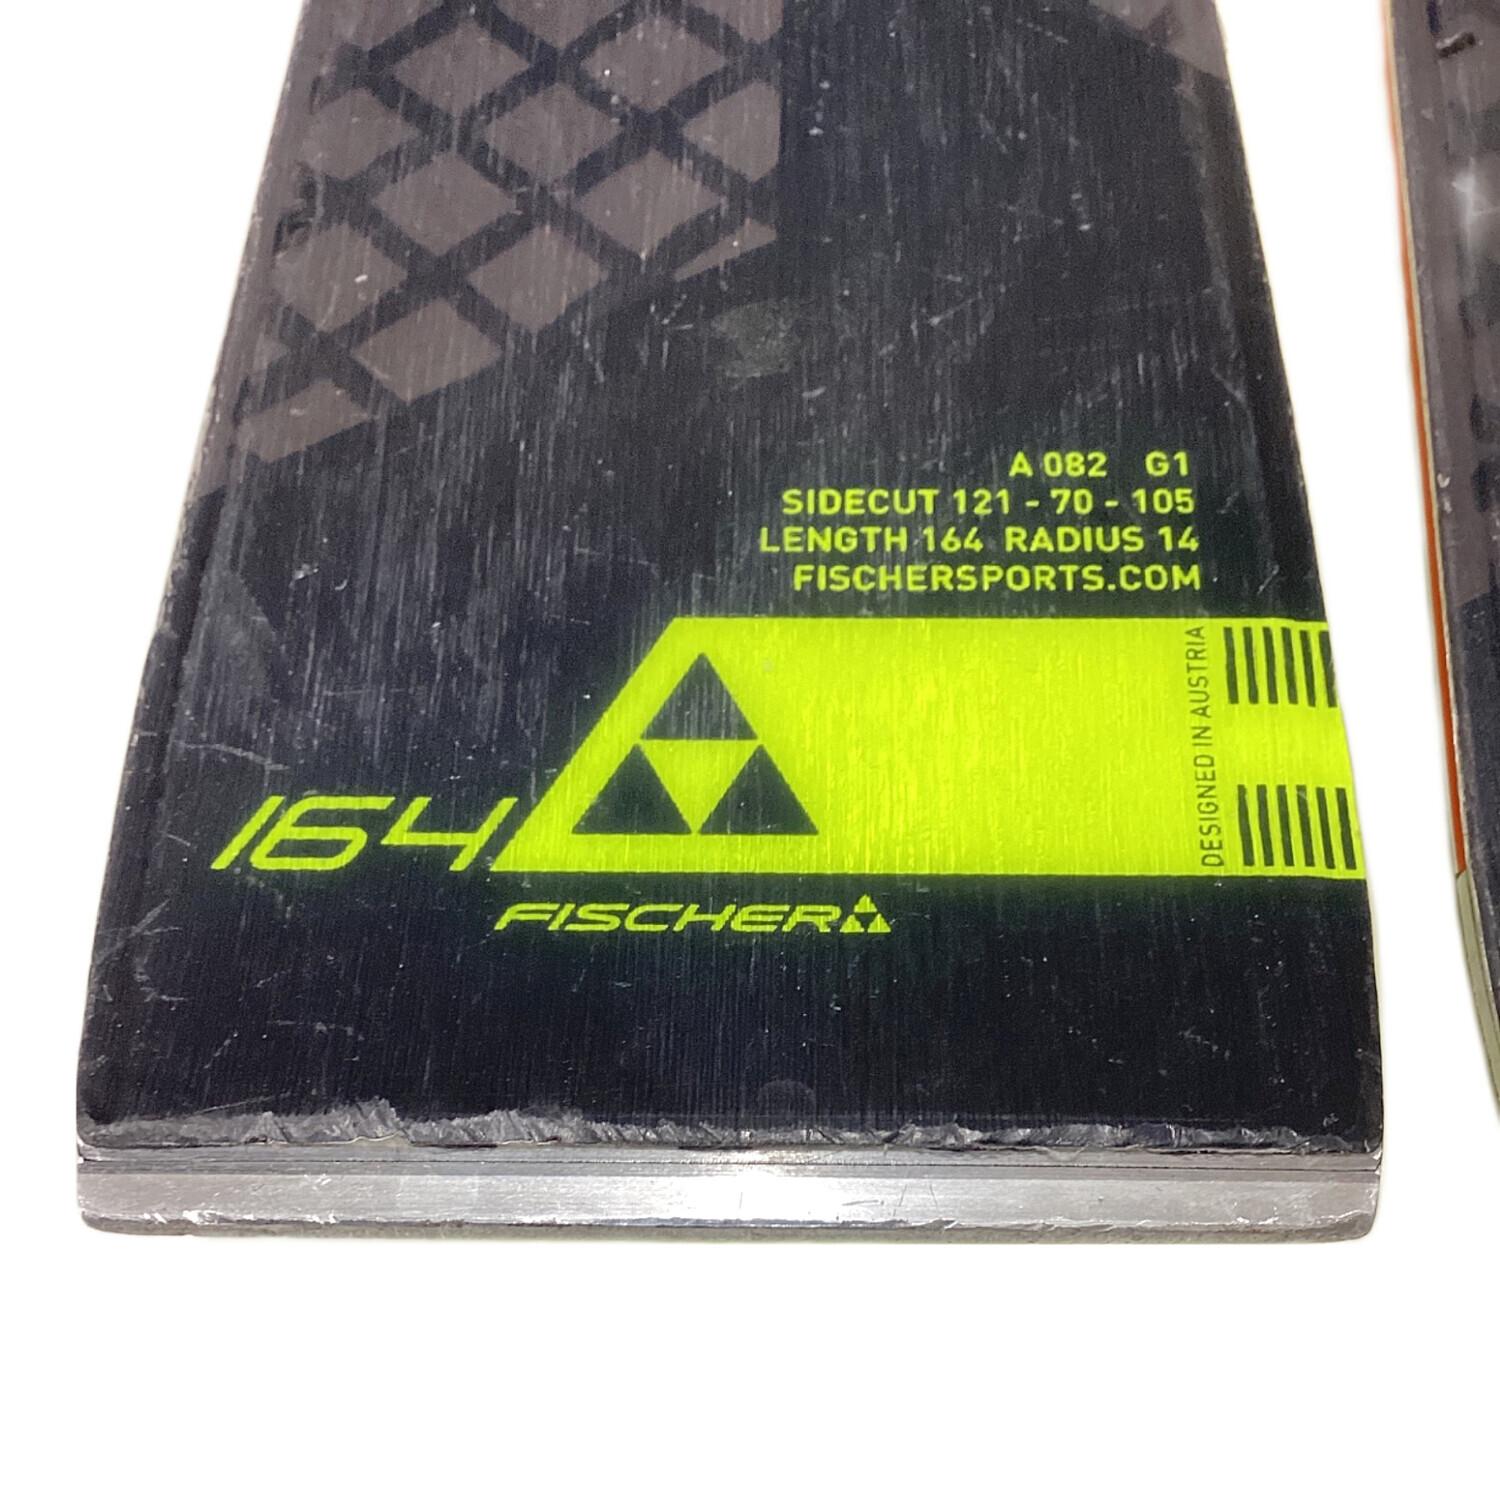 A 082 G1
SIDECUT 121 - 70 - 105
LENGTH 164 RADIUS 14
FISCHERSPORTS.COM
DESIGNED IN AUSTRIA
164
FISCHER